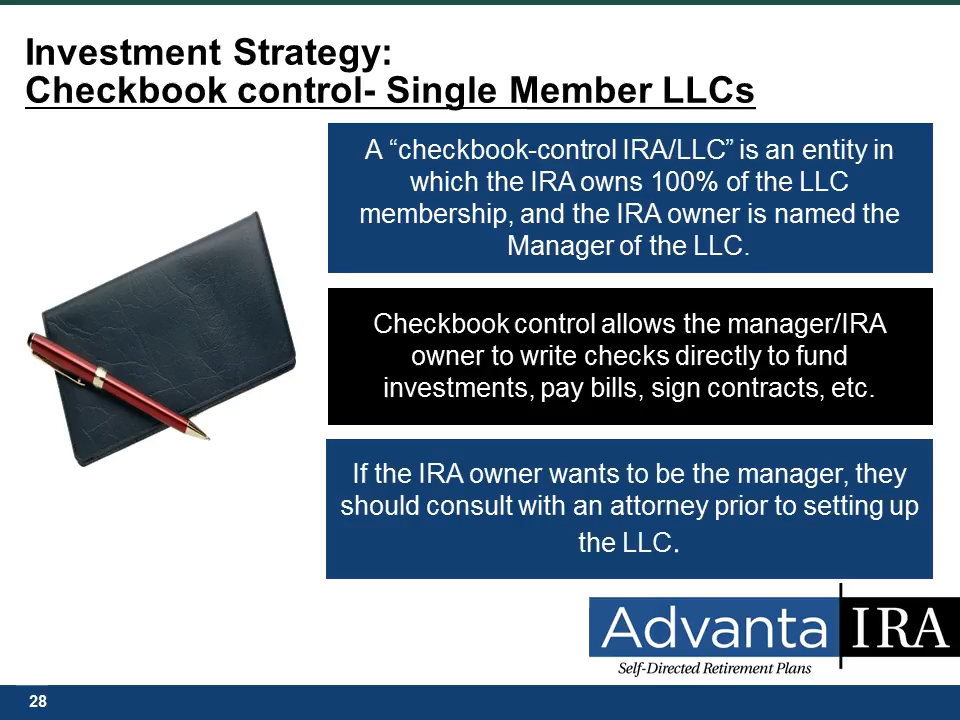 Investment Strategy:
Checkbook control- Single Member LLCs
A “checkbook-control IRA/LLC” is an entity in
which the IRA owns 100% of the LLC
membership, and the IRA owner is named the
Manager of the LLC.
Checkbook control allows the manager/IRA
owner to write checks directly to fund
investments, pay bills, sign contracts, etc.
If the IRA owner wants to be the manager, they
should consult with an attorney prior to setting up
the LLC.
Advanta IRA
Self-Directed Retirement Plans
28